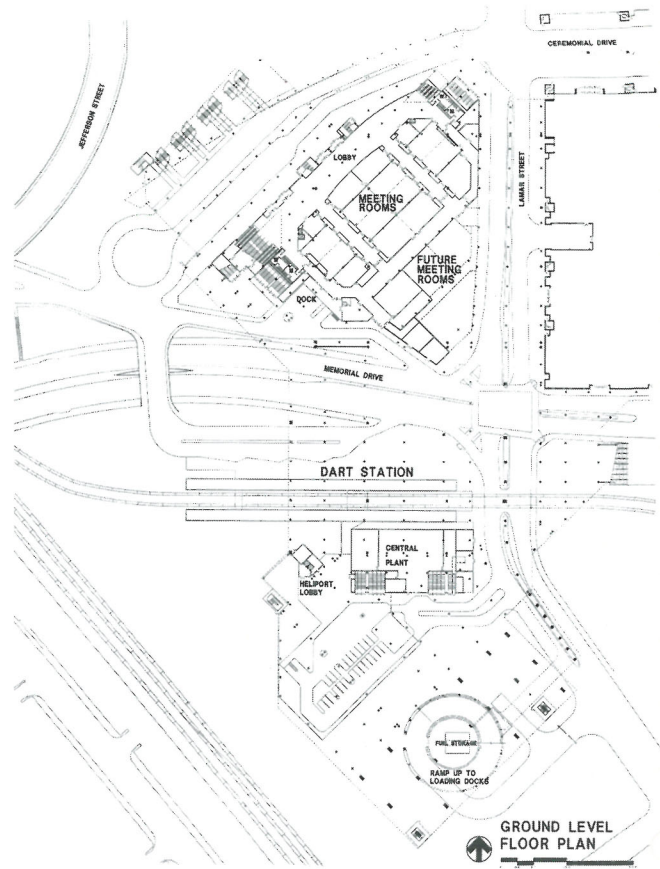 CEREMONIAL DRIVE
JEFFERSON STREET
LAMAR STREET
LOBBY
MEETING
ROOMS
FUTURE
MEETING
ROOMS
DOCK
MEMORIAL DRIVE
DART STATION
CENTRAL
PLANT
HELIPORT
LOBBY
FUEL STORAGE
RAMP UP TO
LOADING DOCKS
GROUND LEVEL
FLOOR PLAN